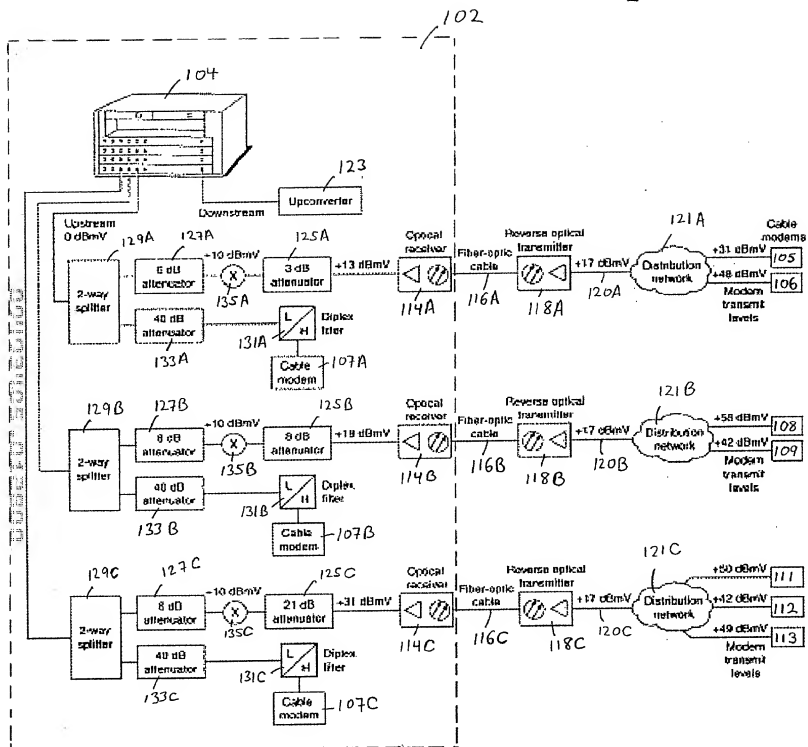 102
104
123
Upconverter
Downstream
Upstream
0 dBmV
129A
127A
+10 dBmV
125A
Optical
receiver
Reverse optical
transmitter
121A
Cable
modems
2-way
splitter
6 dB
attenuator
135A
3 dB
attenuator
+13 dBmV
114A
Fiber-optic
cable
116A
118A
+17 dBmV
120A
Distribution
network
+31 dBmV
105
+48 dBmV
106
Modem
transmit
levels
40 dB
attenuator
133A
L
H
131A
Diplex
filter
Cable
modem
107A
129B
127B
+10 dBmV
125B
Optical
receiver
Reverse optical
transmitter
121B
2-way
splitter
6 dB
attenuator
135B
attenuator
114B
Fiber-optic
cable
116B
118B
+17 dBmV
120B
Distribution
network
+58 dBmV
108
+42 dBmV
109
Modem
transmit
levels
40 dB
attenuator
133B
L
H
131B
Diplex
filter
Cable
modem
107B
129C
127C
+10 dBmV
125C
Optical
receiver
Reverse optical
transmitter
121C
2-way
splitter
6 dB
attenuator
135C
21 dB
attenuator
+31 dBmV
114C
Fiber-optic
cable
116C
118C
+17 dBmV
120C
Distribution
network
+50 dBmV
111
+42 dBmV
112
+49 dBmV
113
Modem
transmit
levels
40 dB
attenuator
133C
L
H
131C
Diplex
filter
Cable
modem
107C